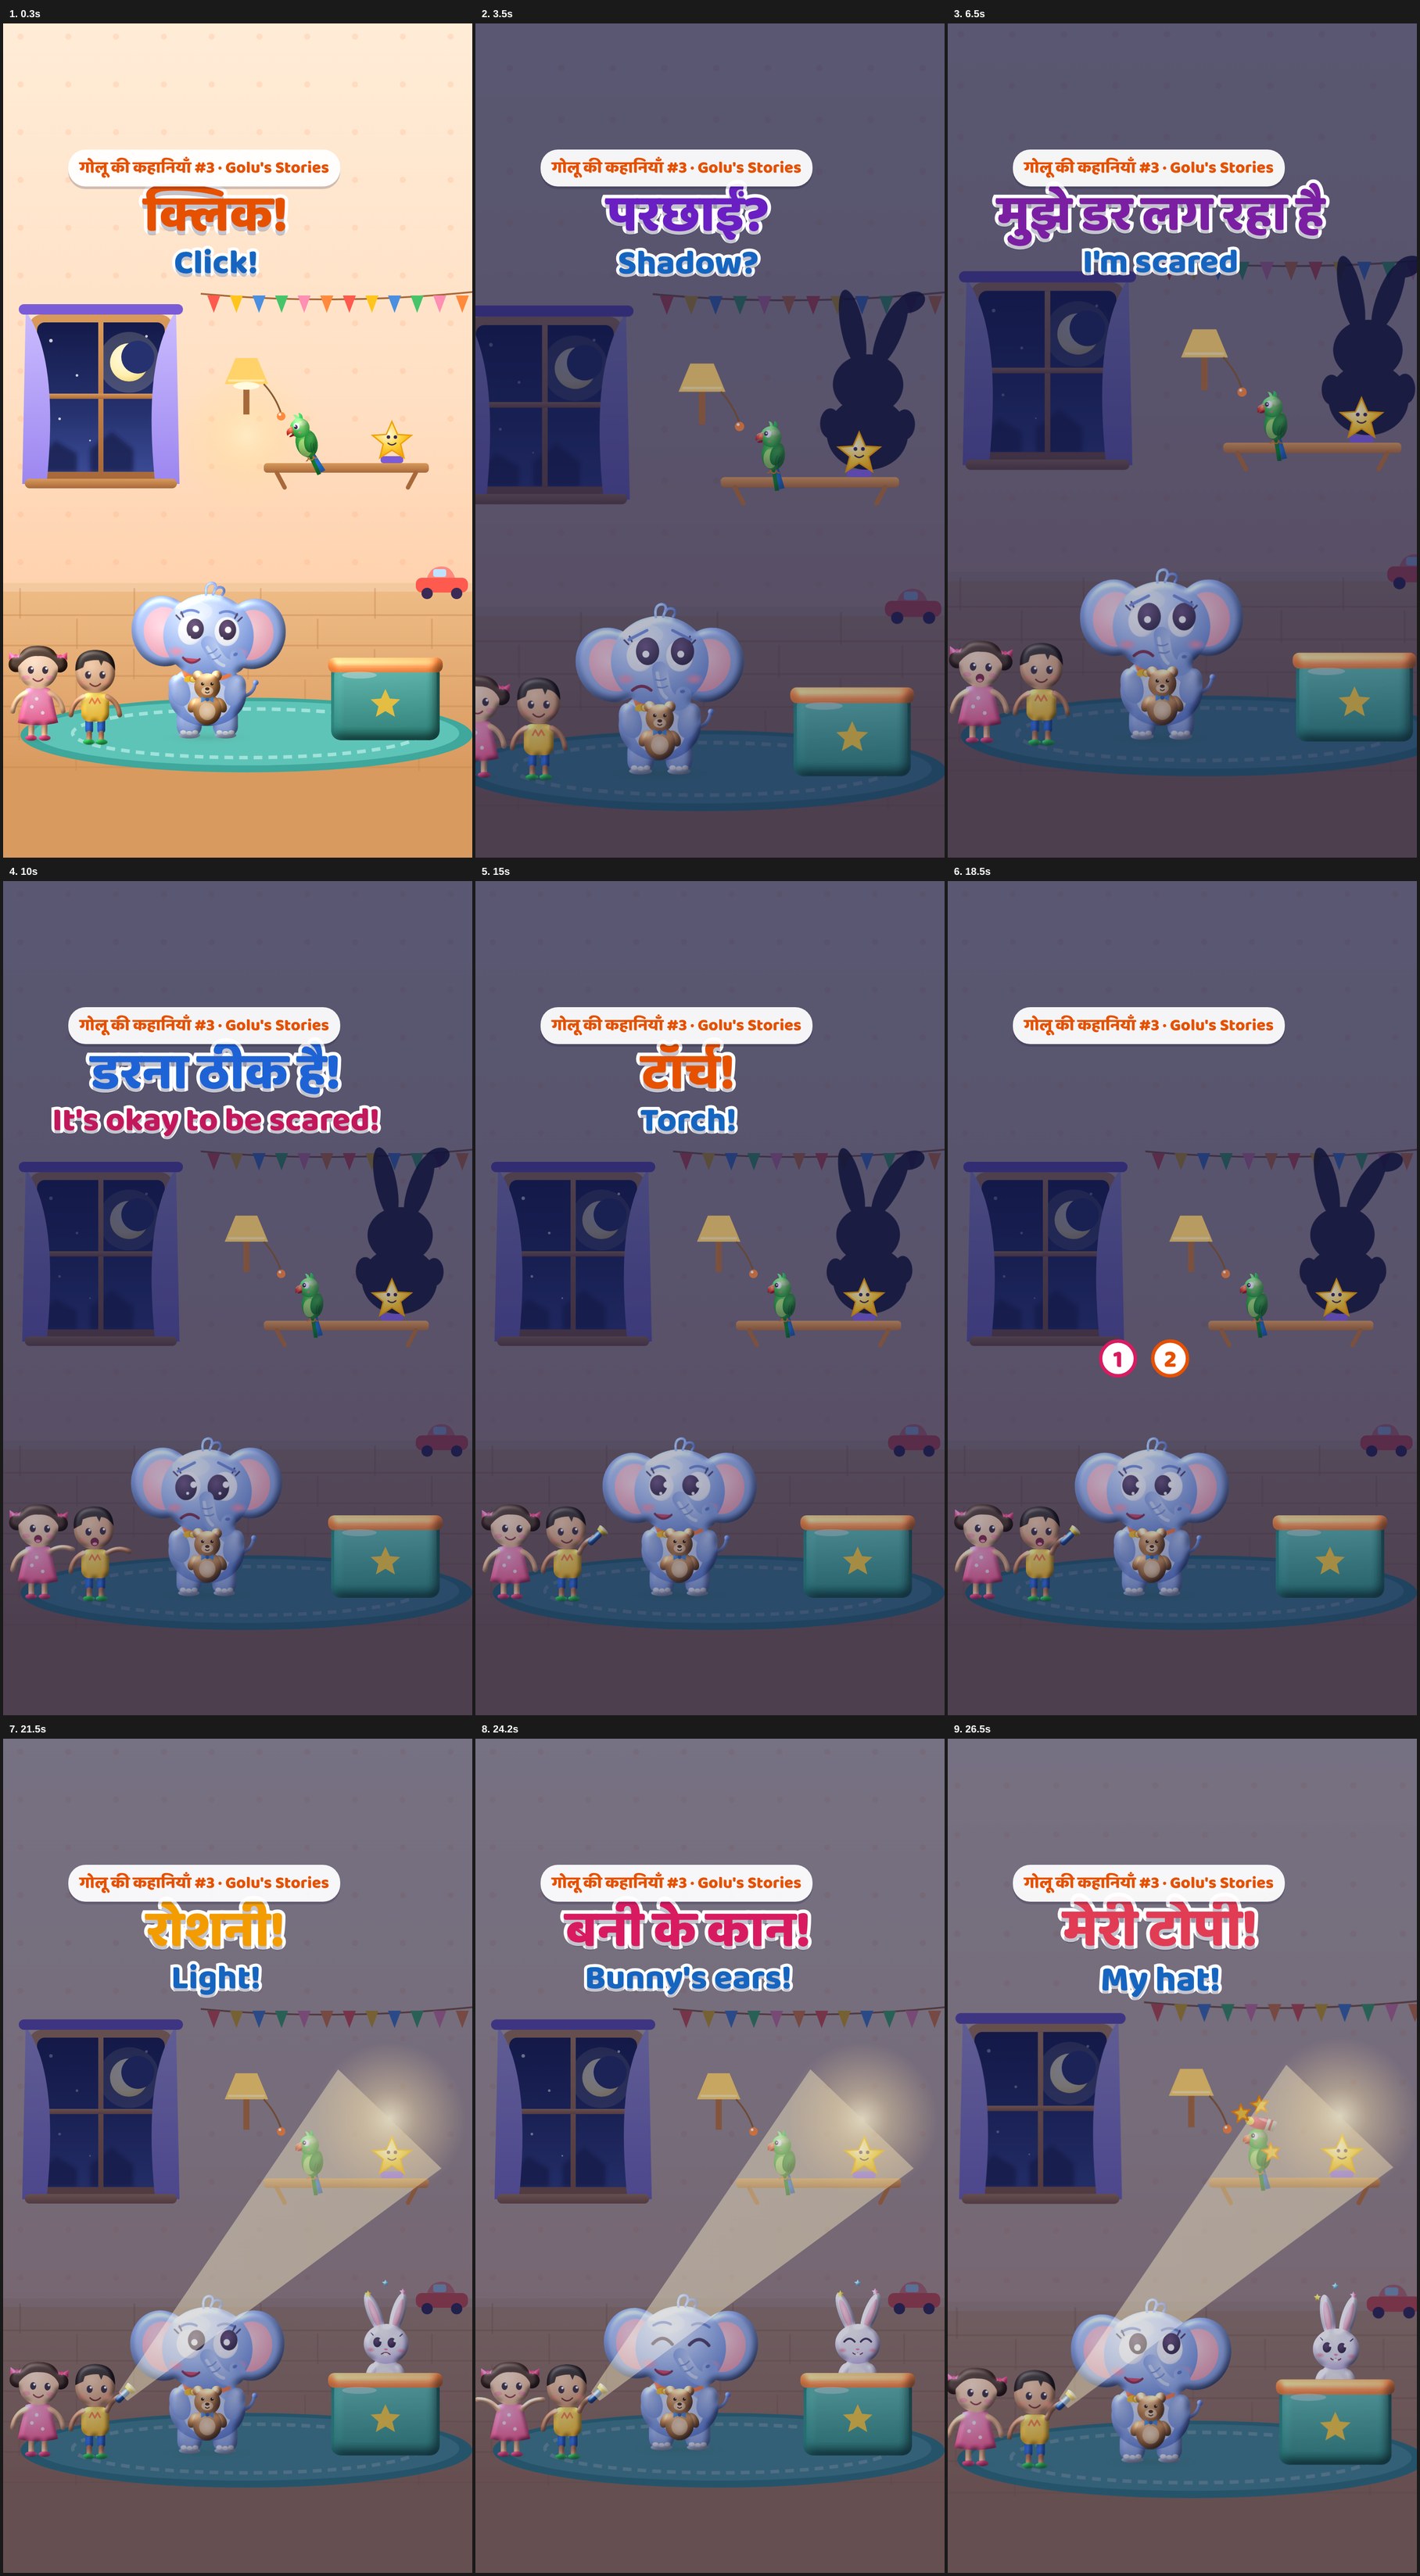 1. 0.3s
गोलू की कहानियाँ #3 · Golu's Stories
क्लिक!
Click!
2. 3.5s
गोलू की कहानियाँ #3 · Golu's Stories
परछाई?
Shadow?
3. 6.5s
गोलू की कहानियाँ #3 · Golu's Stories
मुझे डर लग रहा है
I'm scared
4. 10s
गोलू की कहानियाँ #3 · Golu's Stories
डरना ठीक है!
It's okay to be scared!
5. 15s
गोलू की कहानियाँ #3 · Golu's Stories
टॉर्च!
Torch!
6. 18.5s
गोलू की कहानियाँ #3 · Golu's Stories
1 2
7. 21.5s
गोलू की कहानियाँ #3 · Golu's Stories
रोशनी!
Light!
8. 24.2s
गोलू की कहानियाँ #3 · Golu's Stories
बनी के कान!
Bunny's ears!
9. 26.5s
गोलू की कहानियाँ #3 · Golu's Stories
मेरी टोपी!
My hat!